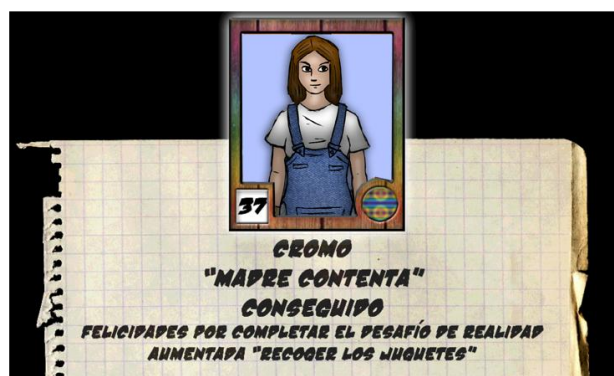 37
CROMO
"MADRE CONTENTA"
CONSEGUIDO
FELICIDADES POR COMPLETAR EL DESAFÍO DE REALIDAD
AUMENTADA "RECOGER LOS JUGUETES"